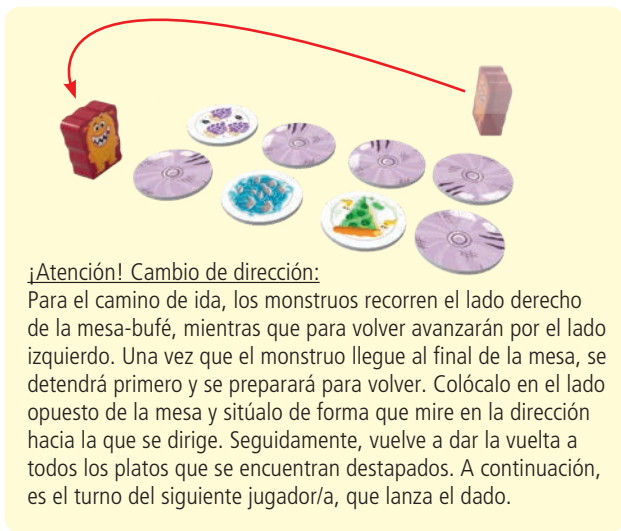 ¡Atención! Cambio de dirección:
Para el camino de ida, los monstruos recorren el lado derecho
de la mesa-bufé, mientras que para volver avanzarán por el lado
izquierdo. Una vez que el monstruo llegue al final de la mesa, se
detendrá primero y se preparará para volver. Colócalo en el lado
opuesto de la mesa y sitúalo de forma que mire en la dirección
hacia la que se dirige. Seguidamente, vuelve a dar la vuelta a
todos los platos que se encuentran destapados. A continuación,
es el turno del siguiente jugador/a, que lanza el dado.